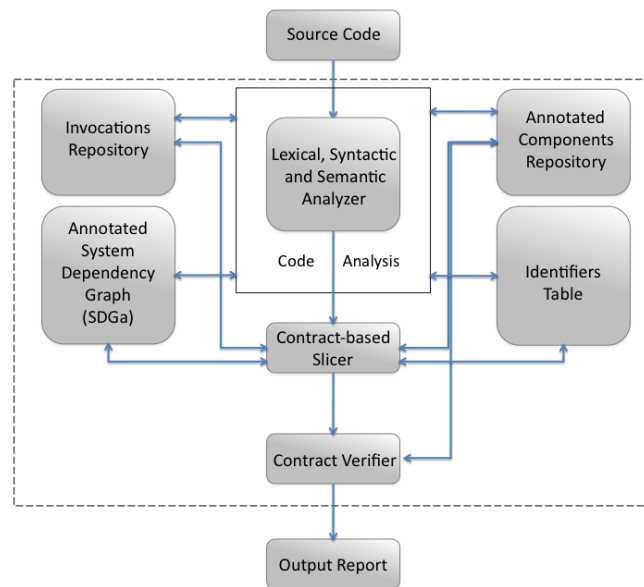 Source Code
Invocations
Repository
Lexical, Syntactic
and Semantic
Analyzer
Annotated
Components
Repository
Annotated
System
Dependency
Graph
(SDGa)
Code Analysis
Identifiers
Table
Contract-based
Slicer
Contract Verifier
Output Report